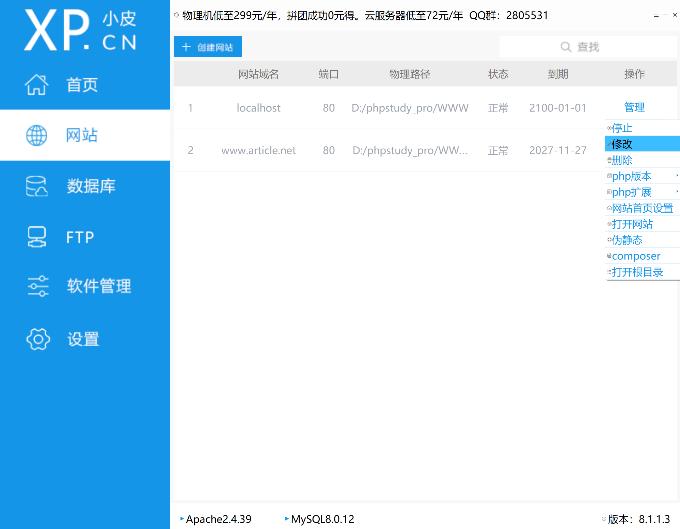 XP.CN 小皮
物理机低至299元/年，拼团成功0元得。云服务器低至72元/年 QQ群：2805531
首页
网站
数据库
FTP
软件管理
设置
+ 创建网站
查找
网站域名 端口 物理路径 状态 到期 操作
1 localhost 80 D:/phpstudy_pro/WWW 正常 2100-01-01 管理
2 www.article.net 80 D:/phpstudy_pro/WW... 正常 2027-11-27
停止
修改
删除
php版本
php扩展
网站首页设置
打开网站
伪静态
composer
打开根目录
Apache2.4.39 MySQL8.0.12 版本：8.1.1.3